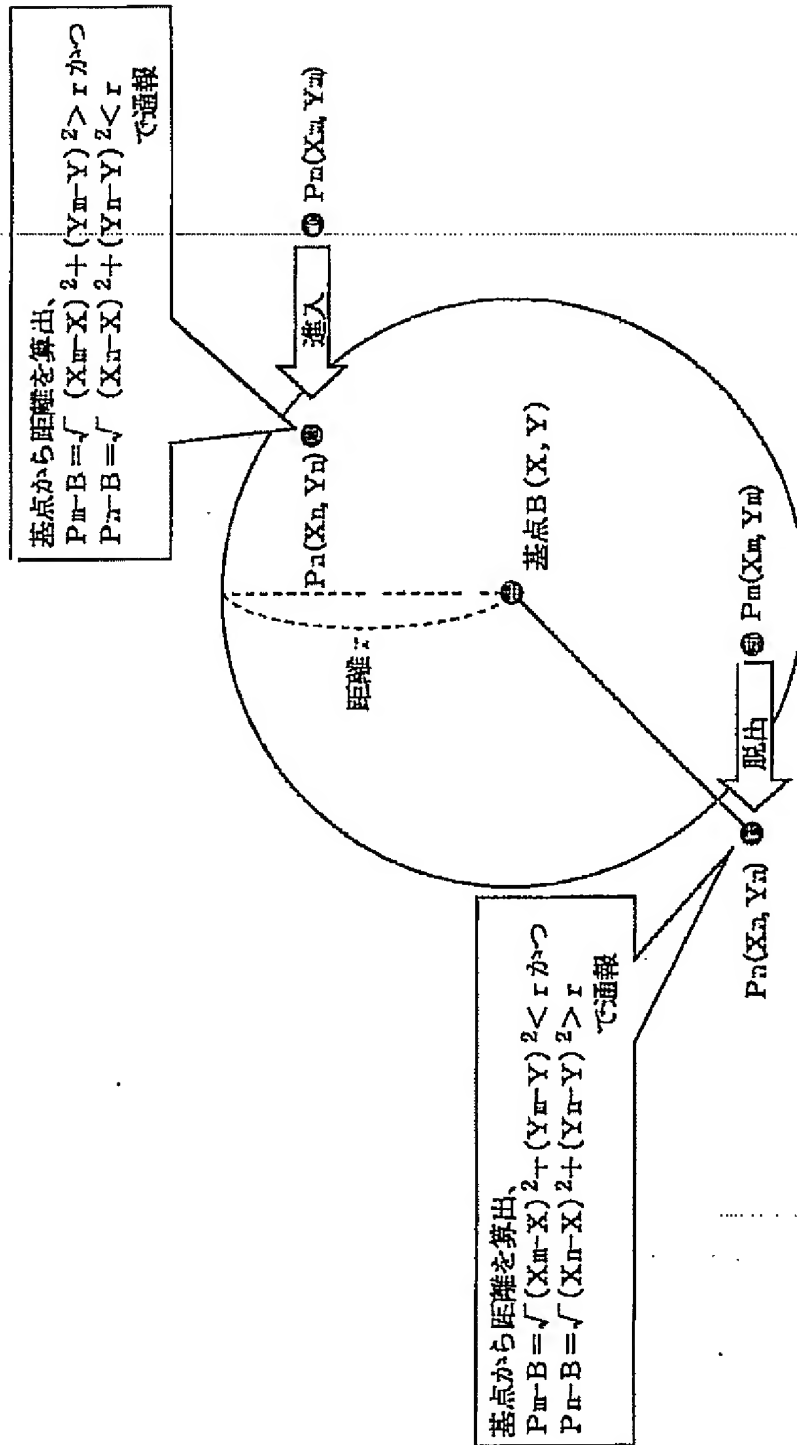 基点から距離を算出、
Pm-B=√(Xm-X)²+(Ym-Y)²>rかつ
Pn-B=√(Xn-X)²+(Yn-Y)²<r
で通報
Pm(Xm, Ym)
進入
Pn(Xn, Yn)
距離r
基点B(X, Y)
Pm(Xm, Ym)
脱出
Pn(Xn, Yn)
基点から距離を算出、
Pm-B=√(Xm-X)²+(Ym-Y)²<rかつ
Pn-B=√(Xn-X)²+(Yn-Y)²>r
で通報